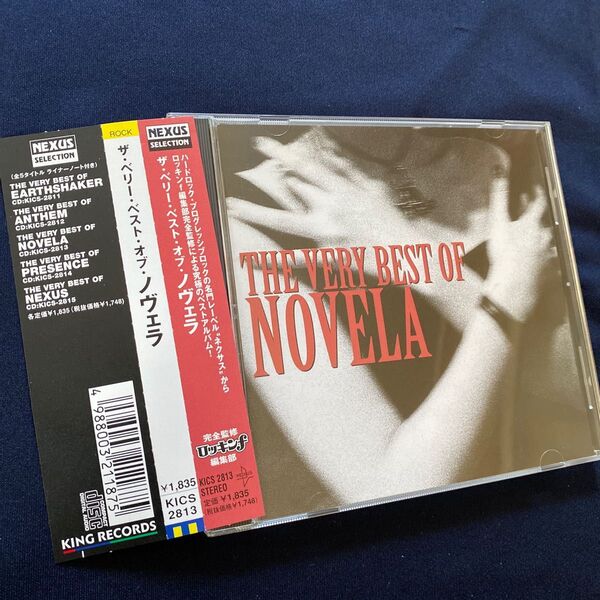 NEXUS
SELECTION
(全5タイトル ライナーノート付き)
THE VERY BEST OF
EARTHSHAKER
CD:KICS-2811
THE VERY BEST OF
ANTHEM
CD:KICS-2812
THE VERY BEST OF
NOVELA
CD:KICS-2813
THE VERY BEST OF
PRESENCE
CD:KICS-2814
THE VERY BEST OF
NEXUS
CD:KICS-2815
各定価¥1,835 (税抜価格¥1,748)
4988003211875
COMPACT
disc
DIGITAL AUDIO
KING RECORDS
ROCK
ザ・ベリー・ベスト・オブ・ノヴェラ
¥1,835
KICS
2813
NEXUS
SELECTION
ハードロック・プログレッシブロックの名門レーベル“ネクサス”から
ロッキンf編集部完全監修による究極のベストアルバム!
ザ・ベリー・ベスト・オブ・ノヴェラ
完全監修
ロッキンf
編集部
KICS 2813
STEREO
定価 ¥1,835
(税抜価格¥1,748)
THE VERY BEST OF
NOVELA